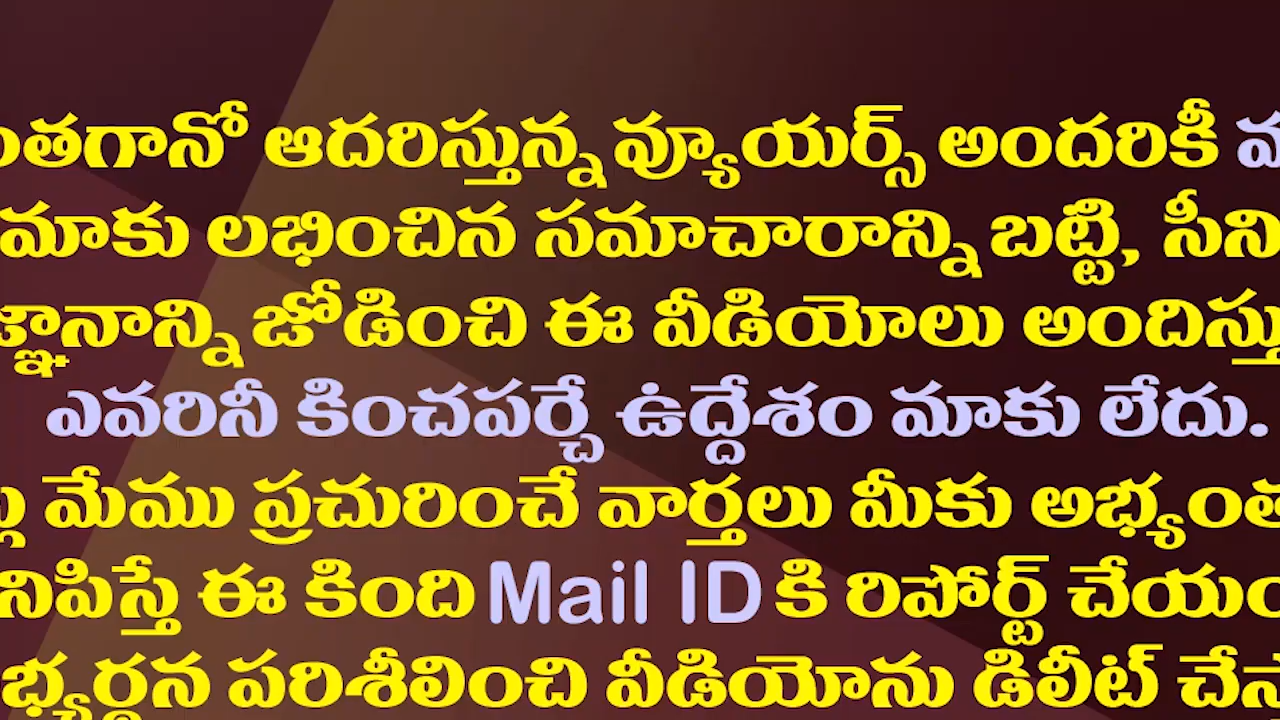 ంతగానో ఆదరిస్తున్న వ్యూయర్స్ అందరికీ
మాకు లభించిన సమాచారాన్ని బట్టి, సీని
జ్ఞానాన్ని జోడించి ఈ వీడియోలు అందిస్తు
ఎవరినీ కించపర్చే ఉద్దేశం మాకు లేదు.
మేము ప్రచురించే వార్తలు మీకు అభ్యంత
నిపిస్తే ఈ కింది Mail ID కి రిపోర్ట్ చేయం
భ్యర్థన పరిశీలించి వీడియోను డిలీట్ చేస